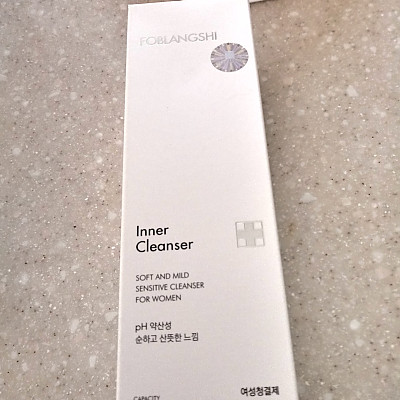 FOBLANGSHI
Inner
Cleanser
SOFT AND MILD
SENSITIVE CLEANSER
FOR WOMEN
pH 약산성
순하고 산뜻한 느낌
CAPACITY
여성청결제